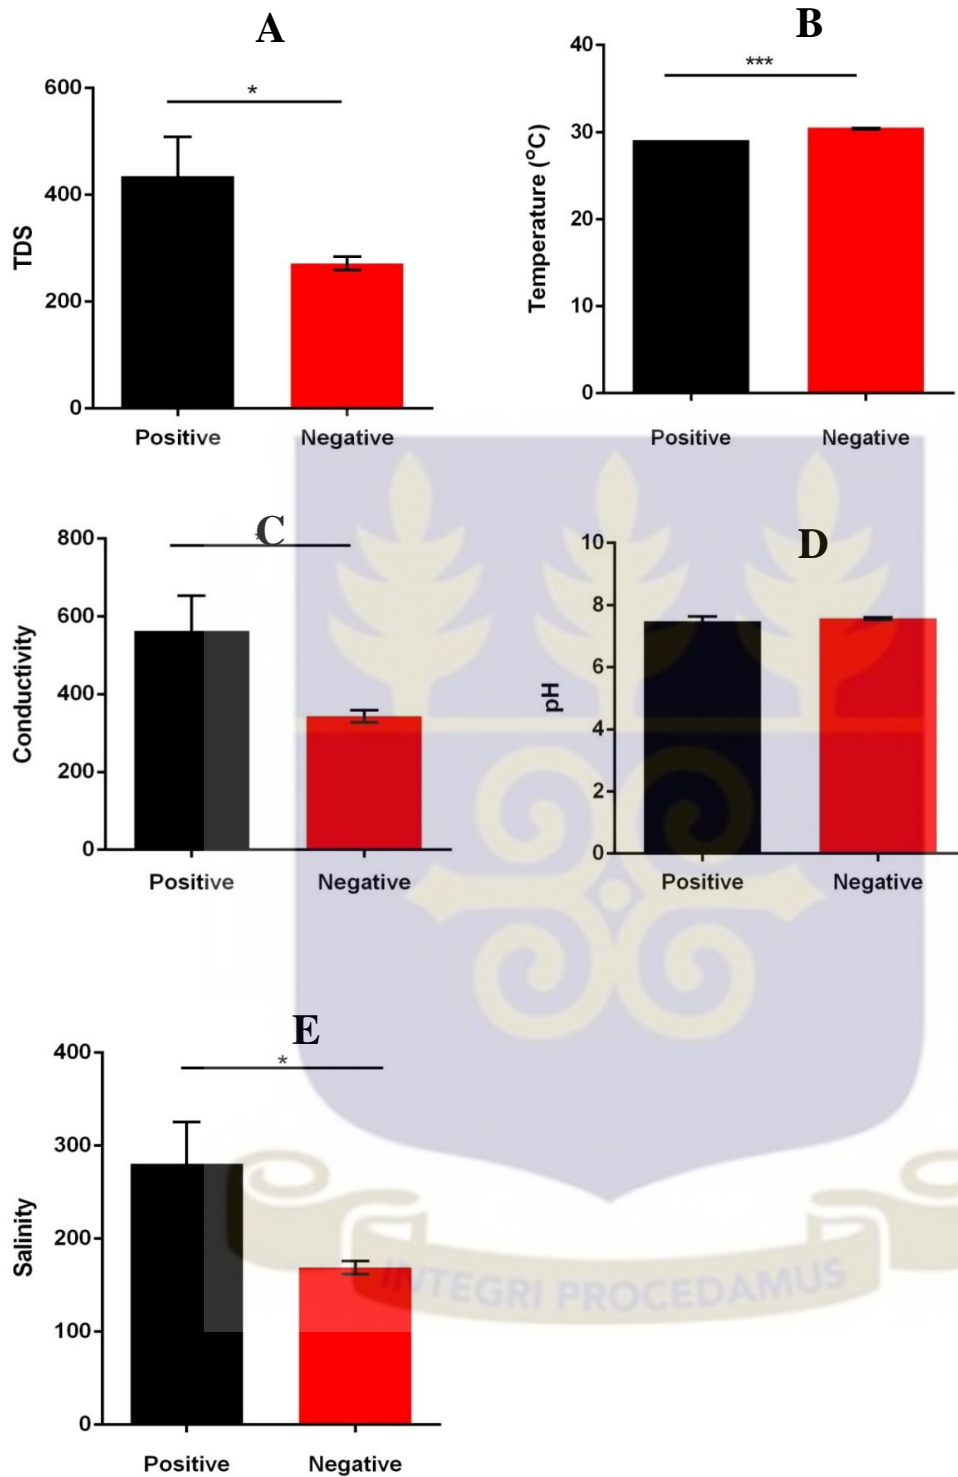 A
B
TDS
600
400
200
0
*
Positive Negative
Temperature (°C)
40
30
20
10
0
***
Positive Negative
C
Conductivity
800
600
400
200
0
Positive Negative
D
pH
10
8
6
4
2
0
Positive Negative
E
Salinity
400
300
200
100
0
*
Positive Negative
INTEGRI PROCEDAMUS